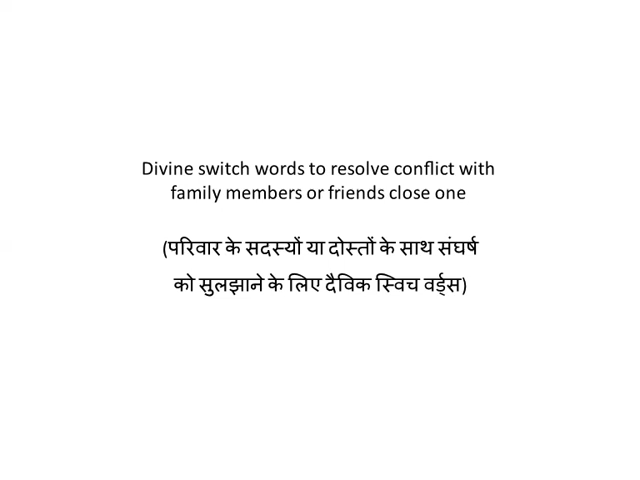 Divine switch words to resolve conflict with
family members or friends close one
(परिवार के सदस्यों या दोस्तों के साथ संघर्ष
को सुलझाने के लिए दैविक स्विच वर्ड्स)